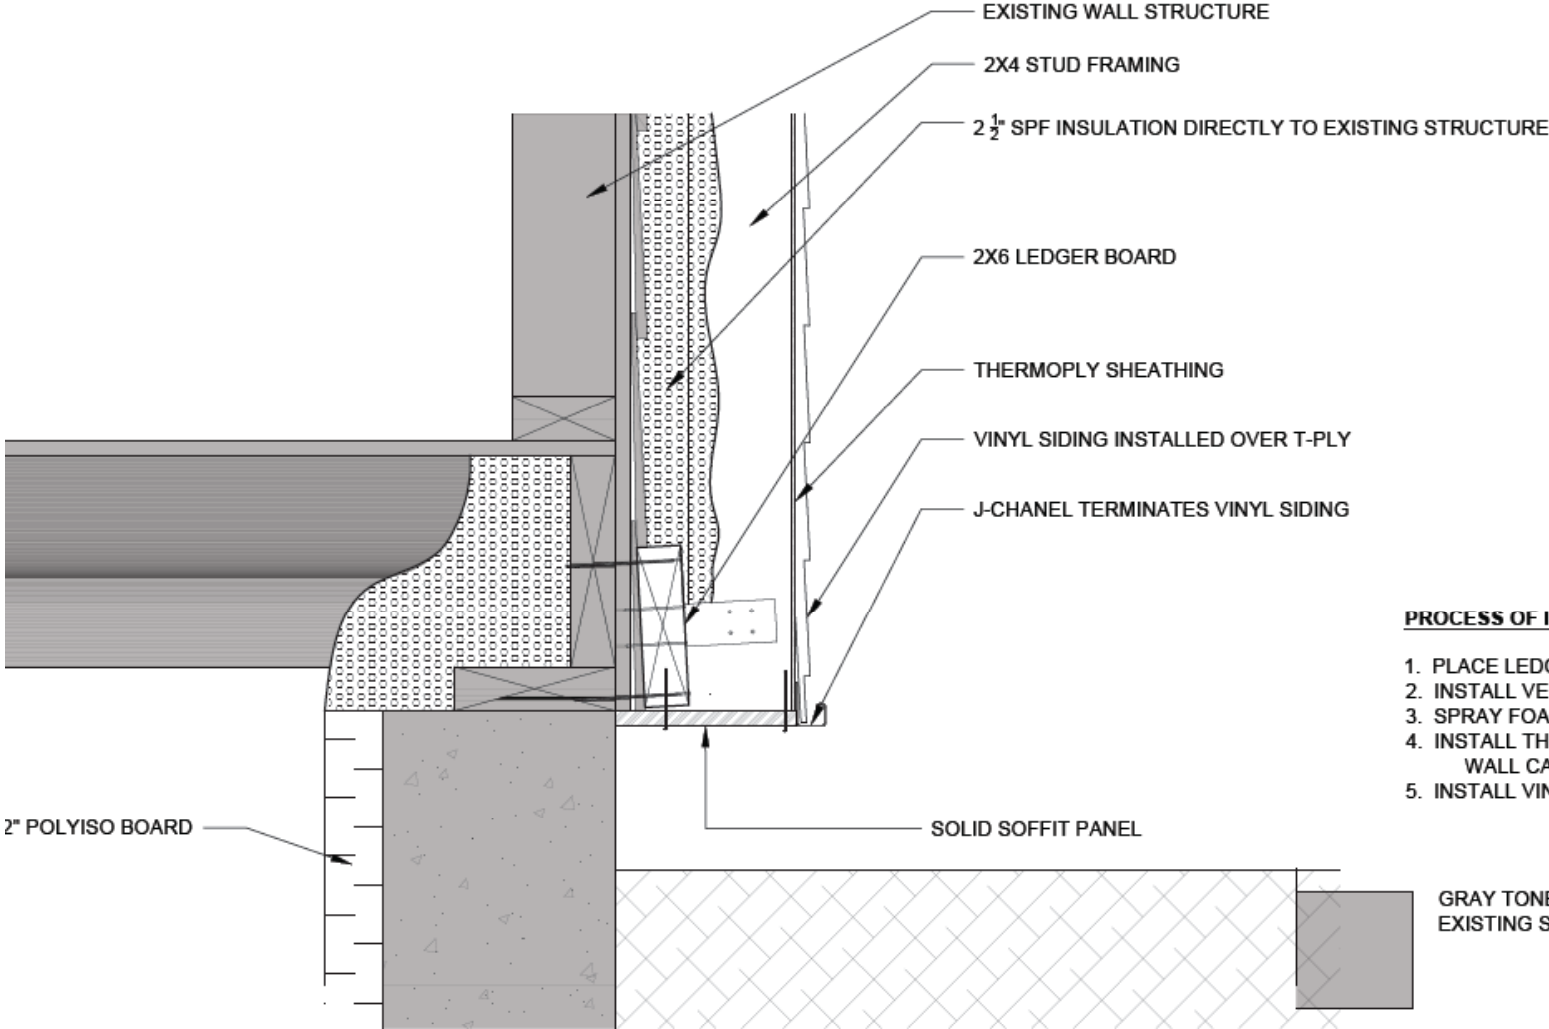 EXISTING WALL STRUCTURE
2X4 STUD FRAMING
2 1/2" SPF INSULATION DIRECTLY TO EXISTING STRUCTURE
2X6 LEDGER BOARD
THERMOPLY SHEATHING
VINYL SIDING INSTALLED OVER T-PLY
J-CHANEL TERMINATES VINYL SIDING
PROCESS OF
1. PLACE
2. INSTALL
3. SPRAY
4. INSTALL
WALL
5. INSTALL
2" POLYISO BOARD
SOLID SOFFIT PANEL
GRAY
EXISTING